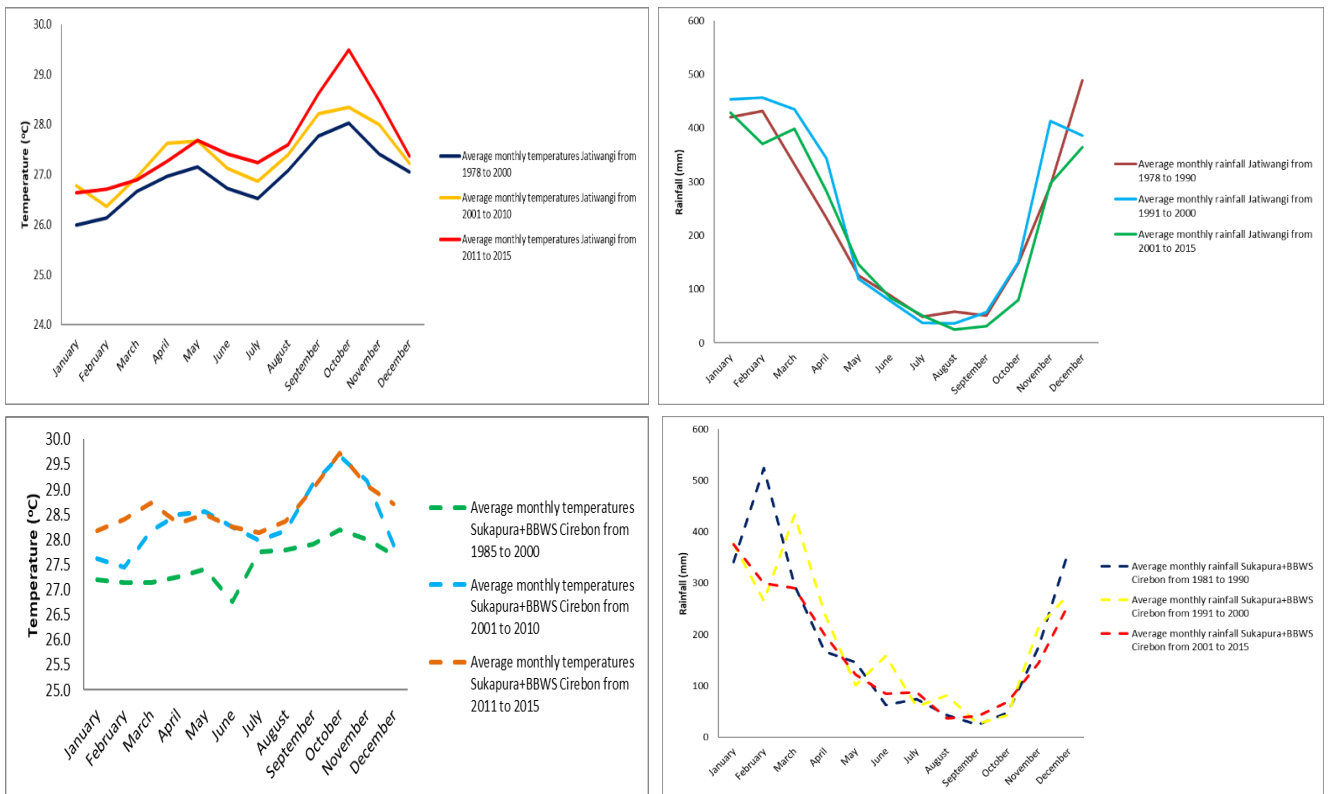 30.0
29.0
28.0
27.0
26.0
25.0
24.0
Temperature (°C)
January
February
March
April
May
June
July
August
September
October
November
December
Average monthly temperatures Jatiwangi from
1978 to 2000
Average monthly temperatures Jatiwangi from
2001 to 2010
Average monthly temperatures Jatiwangi from
2011 to 2015
600
500
400
300
200
100
0
Rainfall (mm)
January
February
March
April
May
June
July
August
September
October
November
December
Average monthly rainfall Jatiwangi from
1978 to 1990
Average monthly rainfall Jatiwangi from
1991 to 2000
Average monthly rainfall Jatiwangi from
2001 to 2015
30.0
29.5
29.0
28.5
28.0
27.5
27.0
26.5
26.0
25.5
25.0
Temperature (°C)
January
February
March
April
May
June
July
August
September
October
November
December
Average monthly temperatures
Sukapura+BBWS Cirebon from
1985 to 2000
Average monthly temperatures
Sukapura+BBWS Cirebon from
2001 to 2010
Average monthly temperatures
Sukapura+BBWS Cirebon from
2011 to 2015
600
500
400
300
200
100
0
Rainfall (mm)
January
February
March
April
May
June
July
August
September
October
November
December
Average monthly rainfall Sukapura+BBWS
Cirebon from 1981 to 1990
Average monthly rainfall Sukapura+BBWS
Cirebon from 1991 to 2000
Average monthly rainfall Sukapura+BBWS
Cirebon from 2001 to 2015